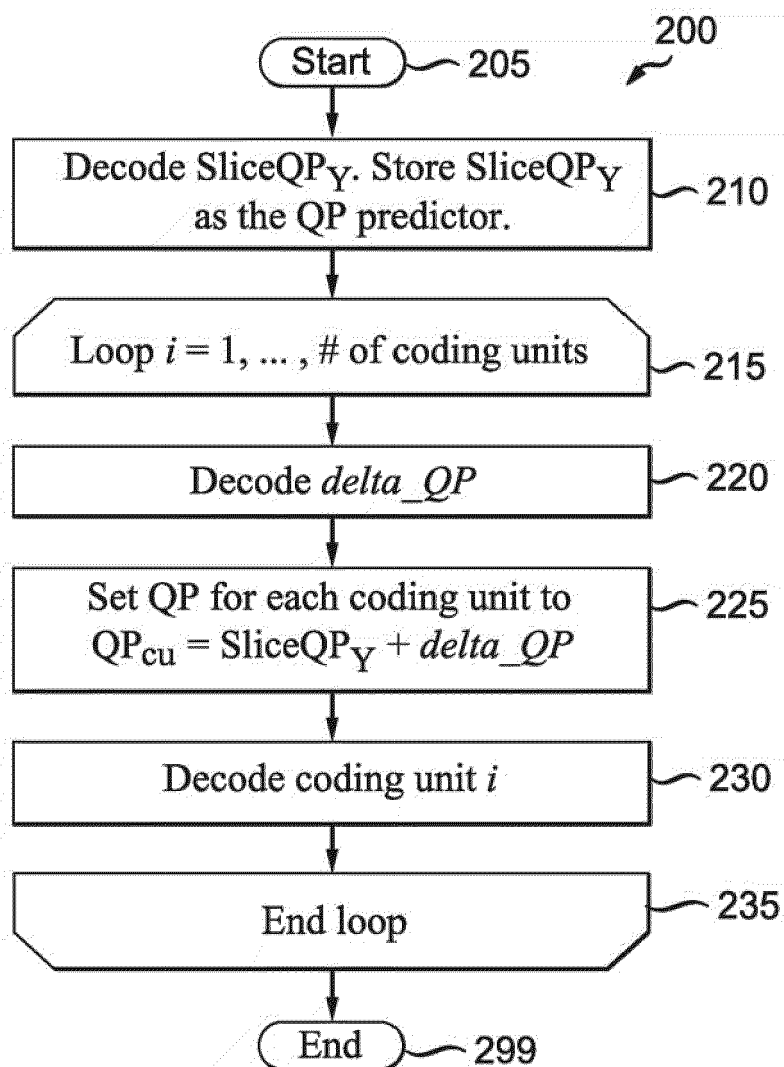 200
Start 205
Decode SliceQPY. Store SliceQPY
as the QP predictor.
210
Loop i = 1, ... , # of coding units
215
Decode delta_QP 220
Set QP for each coding unit to
QPcu = SliceQPY + delta_QP
225
Decode coding unit i 230
End loop 235
End 299